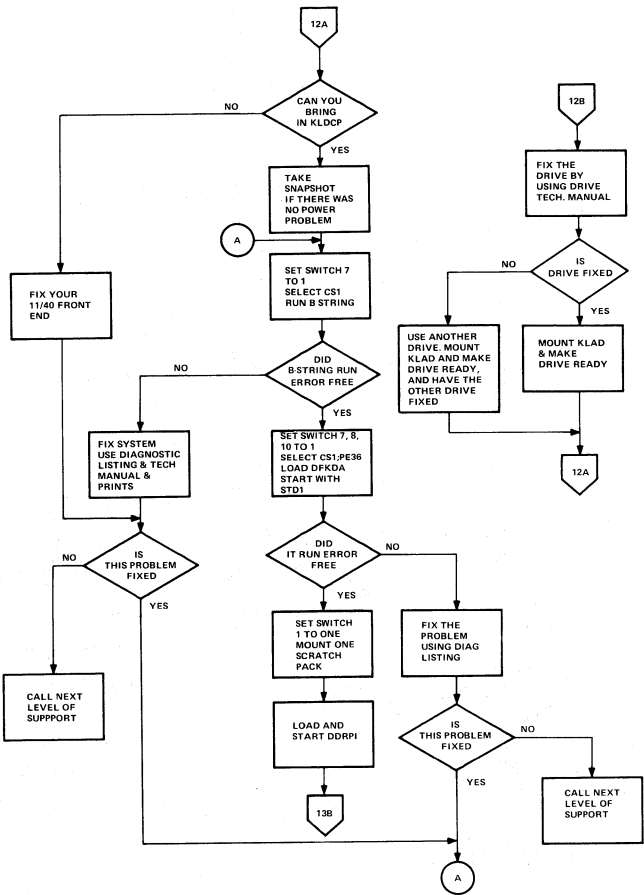 12A
CAN YOU
BRING
IN KLDCP
NO
YES
TAKE
SNAPSHOT
IF THERE WAS
NO POWER
PROBLEM
A
SET SWITCH 7
TO 1
SELECT CS1
RUN B STRING
FIX YOUR
11/40 FRONT
END
DID
B-STRING RUN
ERROR FREE
NO
YES
FIX SYSTEM
USE DIAGNOSTIC
LISTING & TECH
MANUAL &
PRINTS
SET SWITCH 7, 8,
10 TO 1
SELECT CS1;PE36
LOAD DFKDA
START WITH
STD1
IS
THIS PROBLEM
FIXED
NO
YES
CALL NEXT
LEVEL OF
SUPPPORT
DID
IT RUN ERROR
FREE
NO
YES
SET SWITCH
1 TO ONE
MOUNT ONE
SCRATCH
PACK
LOAD AND
START DDRPI
13B
FIX THE
PROBLEM
USING DIAG
LISTING
IS
THIS PROBLEM
FIXED
NO
YES
CALL NEXT
LEVEL OF
SUPPORT
A
12B
FIX THE
DRIVE BY
USING DRIVE
TECH. MANUAL
IS
DRIVE FIXED
NO
YES
USE ANOTHER
DRIVE. MOUNT
KLAD AND MAKE
DRIVE READY,
AND HAVE THE
OTHER DRIVE
FIXED
MOUNT KLAD
& MAKE
DRIVE READY
12A